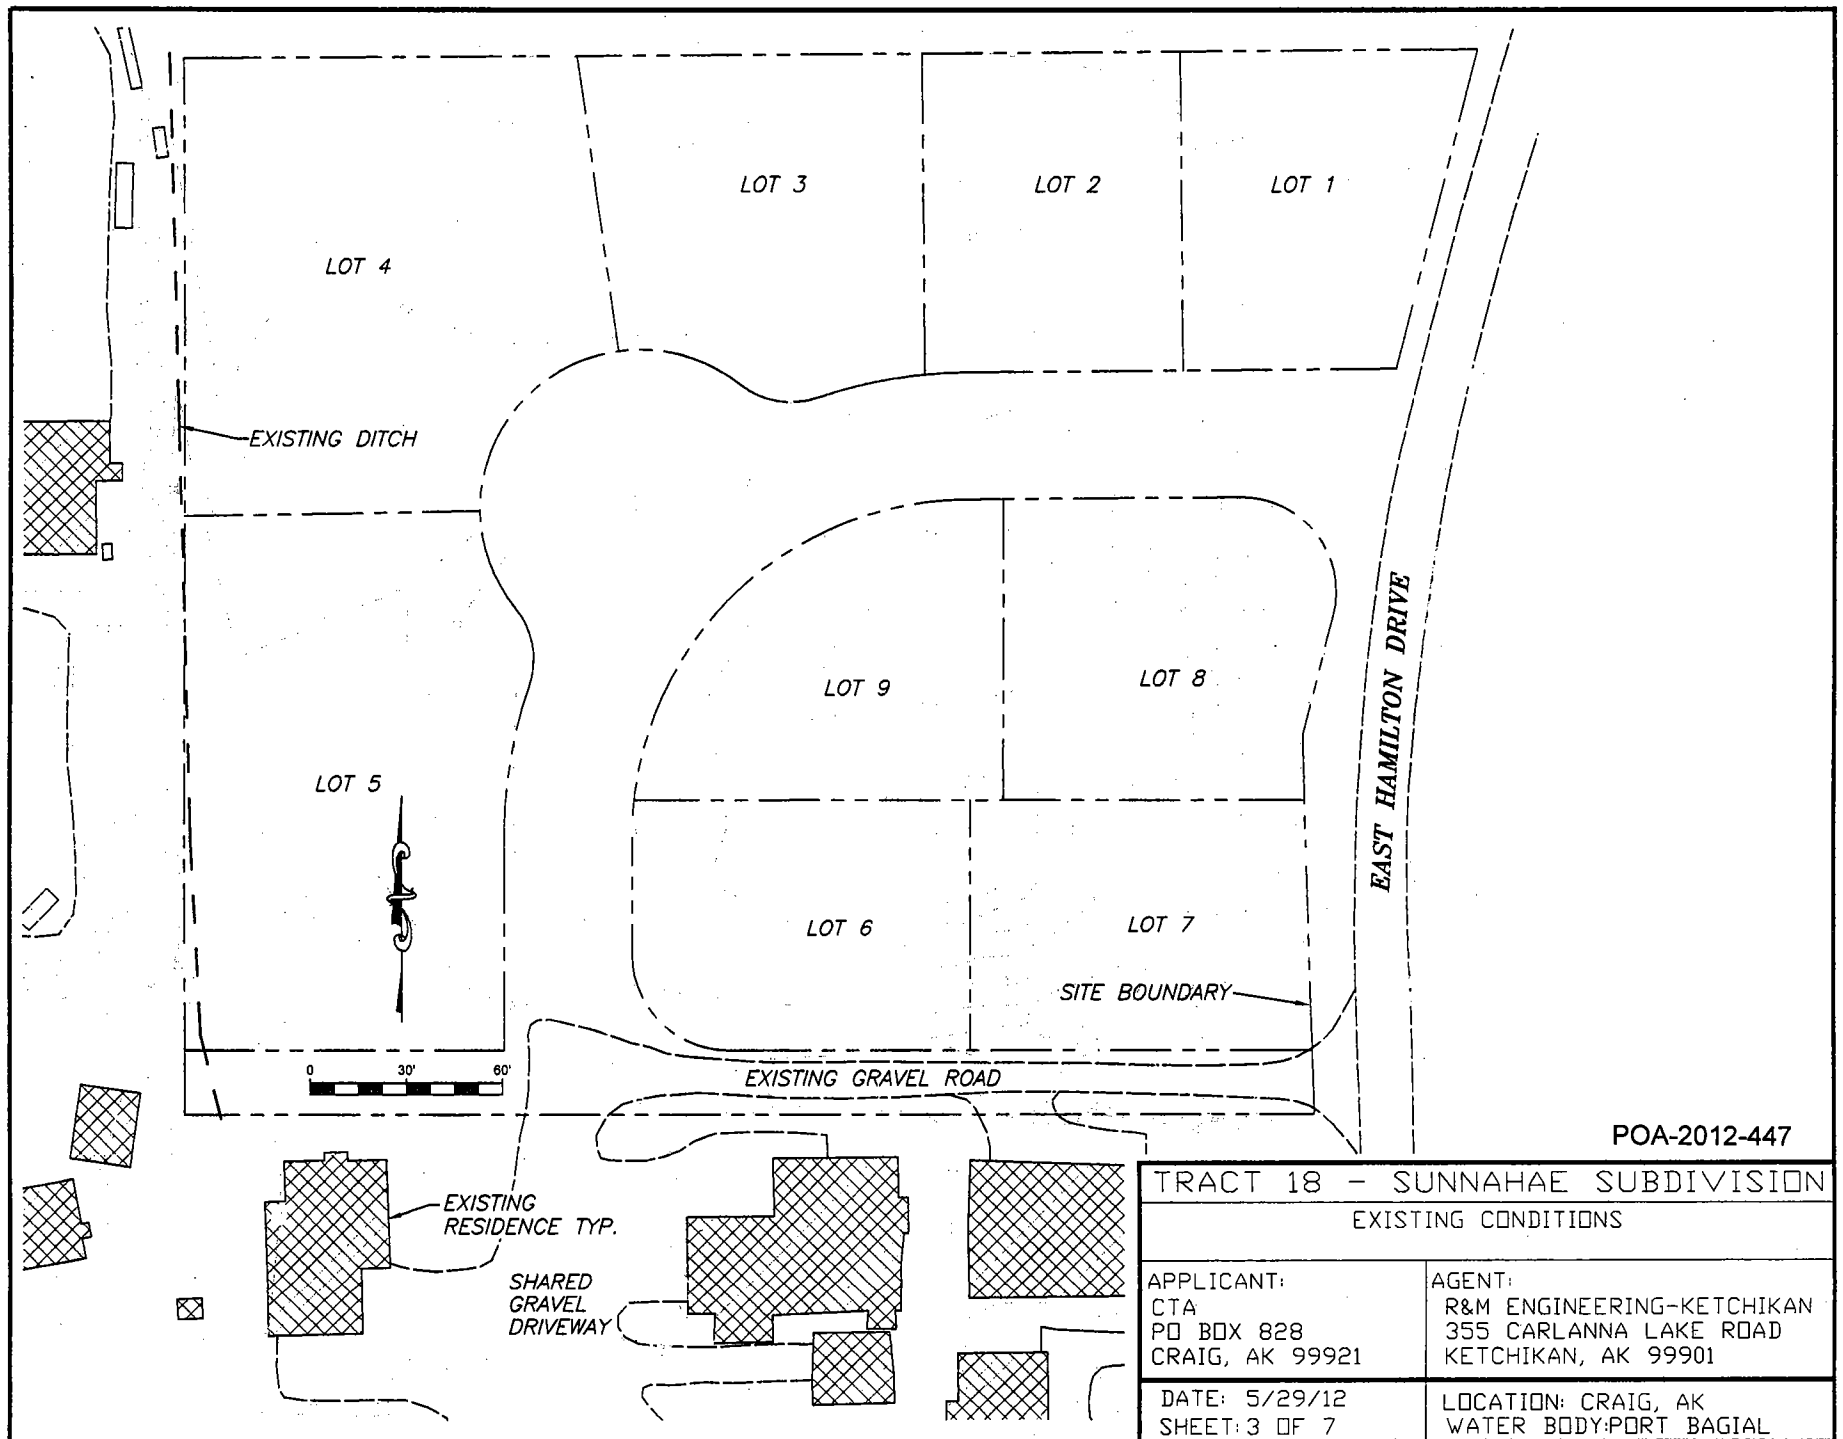 LOT 3
LOT 2
LOT 1
LOT 4
EXISTING DITCH
LOT 9
LOT 8
EAST HAMILTON DRIVE
LOT 5
LOT 6
LOT 7
SITE BOUNDARY
0 30' 60'
EXISTING GRAVEL ROAD
POA-2012-447
EXISTING
RESIDENCE TYP.
SHARED
GRAVEL
DRIVEWAY
TRACT 18 - SUNNAHAE SUBDIVISION
EXISTING CONDITIONS
APPLICANT:
CTA
PO BOX 828
CRAIG, AK 99921
AGENT:
R&M ENGINEERING-KETCHIKAN
355 CARLANNA LAKE ROAD
KETCHIKAN, AK 99901
DATE: 5/29/12
SHEET: 3 OF 7
LOCATION: CRAIG, AK
WATER BODY:PORT BAGIAL